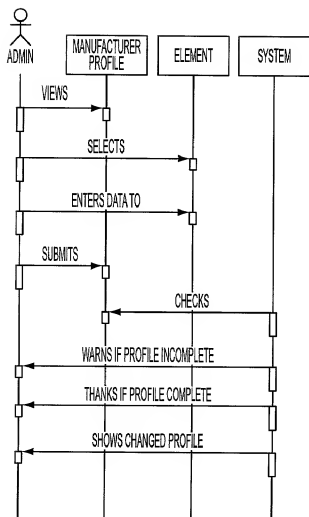 ADMIN
MANUFACTURER
PROFILE
ELEMENT
SYSTEM
VIEWS
SELECTS
ENTERS DATA TO
SUBMITS
CHECKS
WARNS IF PROFILE INCOMPLETE
THANKS IF PROFILE COMPLETE
SHOWS CHANGED PROFILE